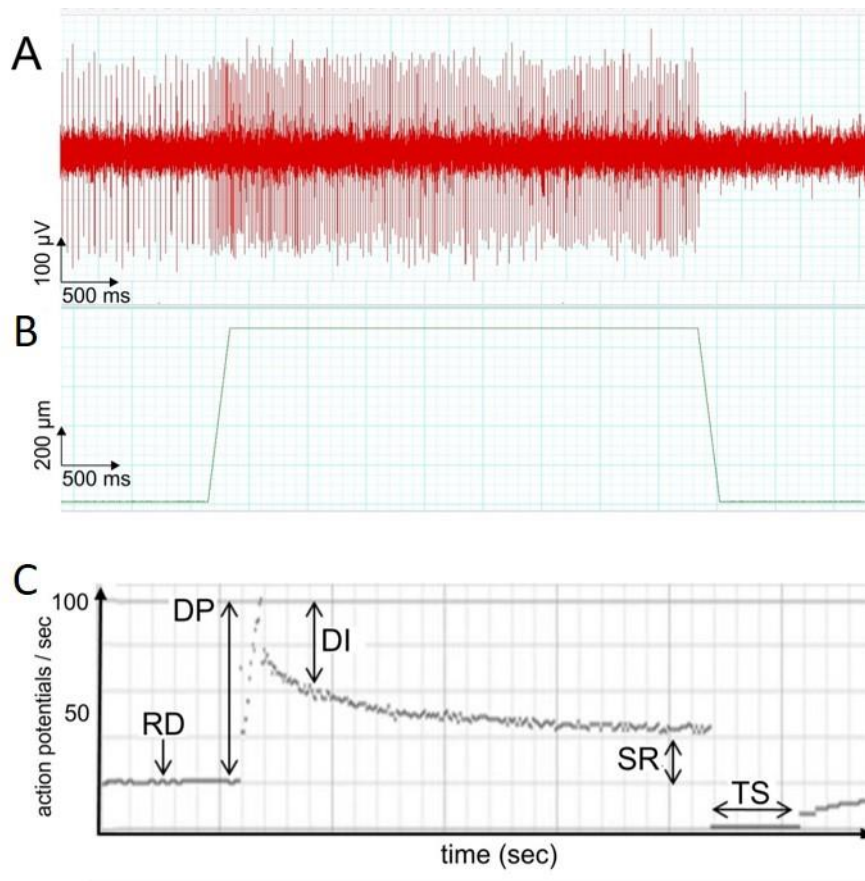 A
100 µV
500 ms
B
200 µm
500 ms
C
action potentials / sec
100
50
RD
DP
DI
SR
TS
time (sec)